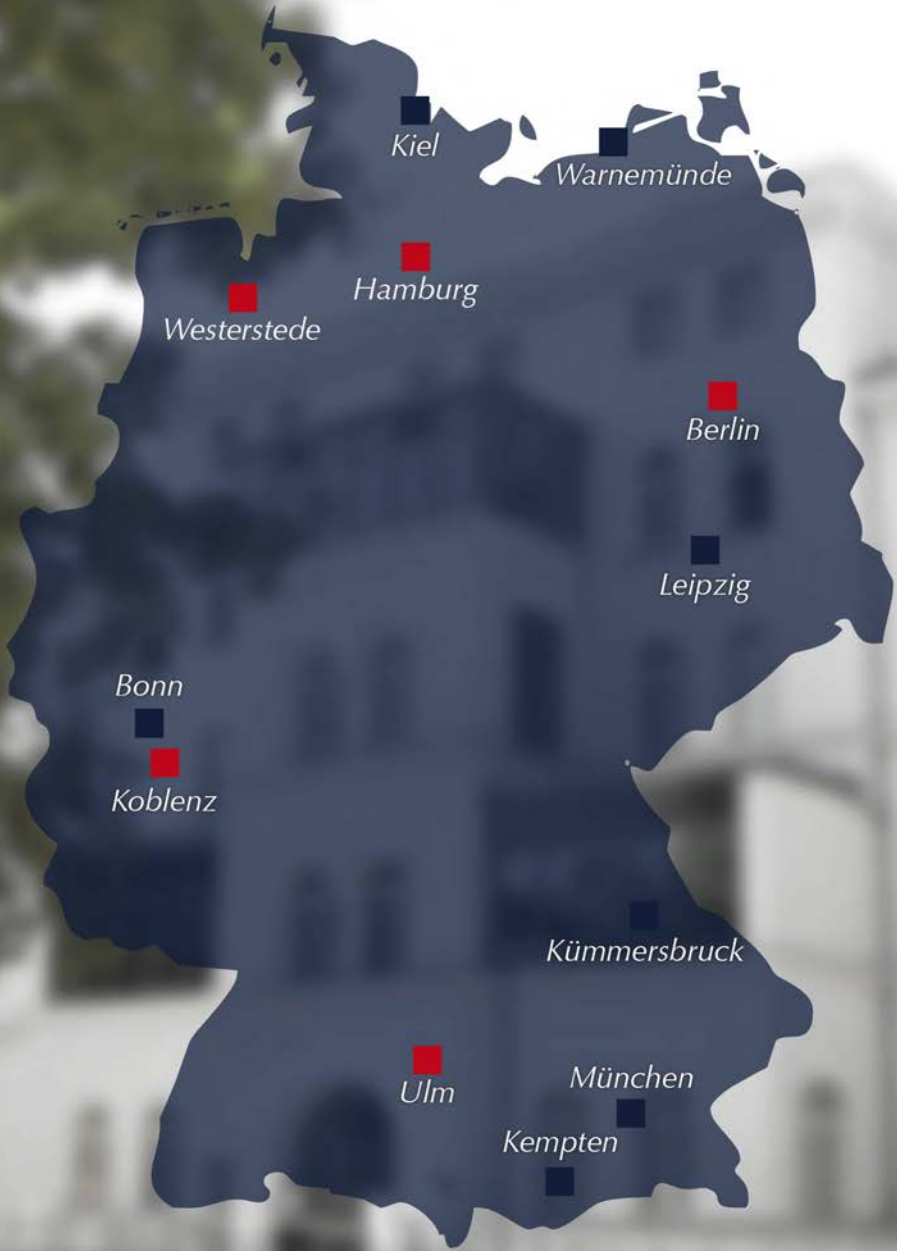 Kiel
Warnemünde
Hamburg
Westerstede
Berlin
Leipzig
Bonn
Koblenz
Kümmersbruck
Ulm
München
Kempten